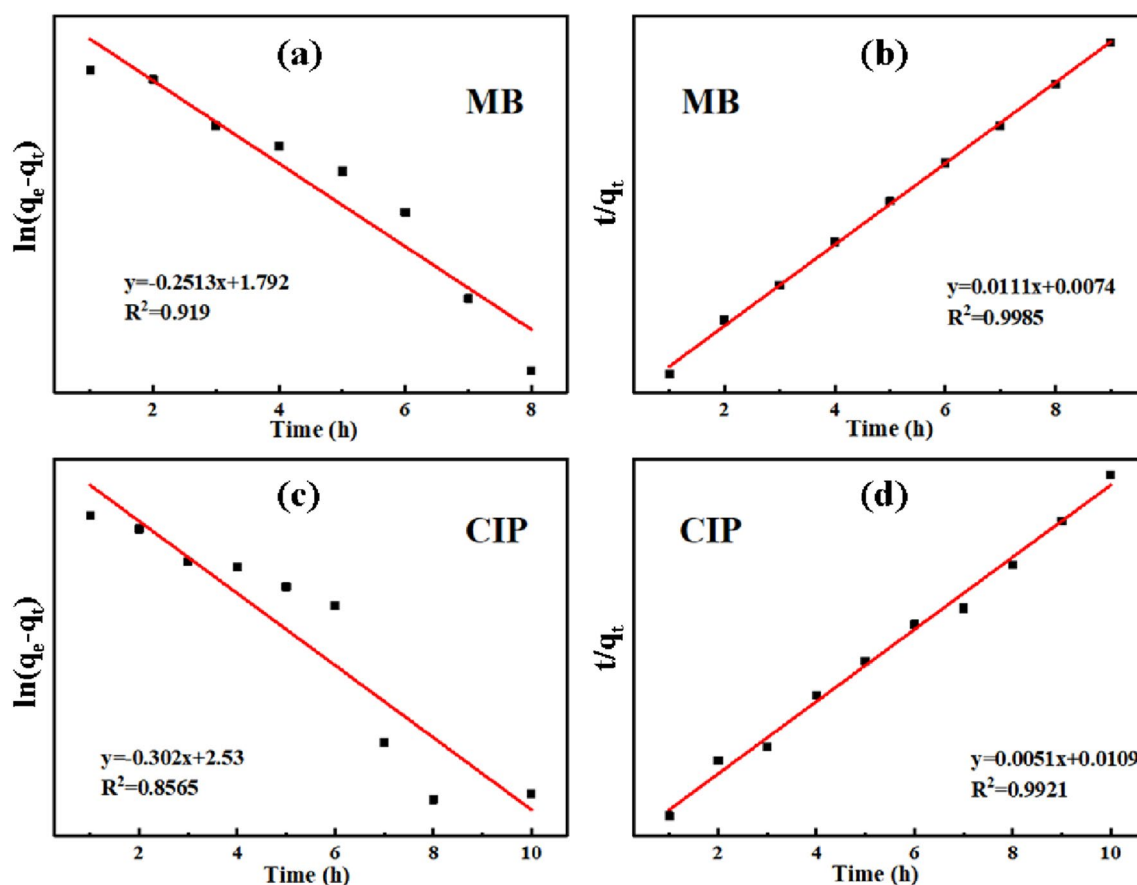 (a)
MB
ln(qₑ-qₜ)
y=-0.2513x+1.792
R²=0.919
2 4 6 8
Time (h)
(b)
MB
t/qₜ
y=0.0111x+0.0074
R²=0.9985
2 4 6 8
Time (h)
(c)
CIP
ln(qₑ-qₜ)
y=-0.302x+2.53
R²=0.8565
2 4 6 8 10
Time (h)
(d)
CIP
t/qₜ
y=0.0051x+0.0109
R²=0.9921
2 4 6 8 10
Time (h)